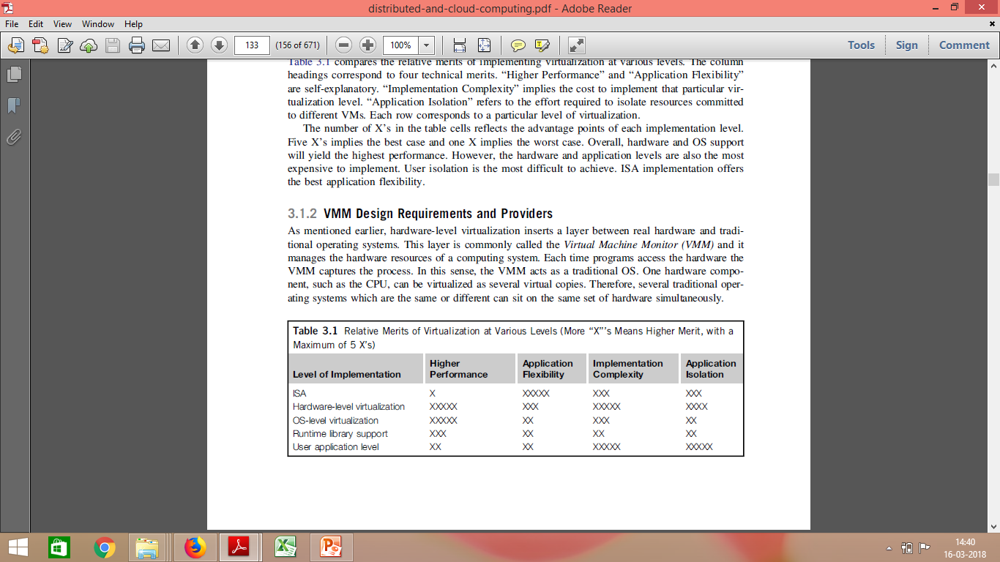 distributed-and-cloud-computing.pdf - Adobe Reader
File Edit View Window Help
133 (156 of 671) 100% Tools Sign Comment
Table 3.1 compares the relative merits of implementing virtualization at various levels. The column
headings correspond to four technical merits. “Higher Performance” and “Application Flexibility”
are self-explanatory. “Implementation Complexity” implies the cost to implement that particular vir-
tualization level. “Application Isolation” refers to the effort required to isolate resources committed
to different VMs. Each row corresponds to a particular level of virtualization.
The number of X’s in the table cells reflects the advantage points of each implementation level.
Five X’s implies the best case and one X implies the worst case. Overall, hardware and OS support
will yield the highest performance. However, the hardware and application levels are also the most
expensive to implement. User isolation is the most difficult to achieve. ISA implementation offers
the best application flexibility.
3.1.2 VMM Design Requirements and Providers
As mentioned earlier, hardware-level virtualization inserts a layer between real hardware and tradi-
tional operating systems. This layer is commonly called the Virtual Machine Monitor (VMM) and it
manages the hardware resources of a computing system. Each time programs access the hardware the
VMM captures the process. In this sense, the VMM acts as a traditional OS. One hardware compo-
nent, such as the CPU, can be virtualized as several virtual copies. Therefore, several traditional oper-
ating systems which are the same or different can sit on the same set of hardware simultaneously.
Table 3.1 Relative Merits of Virtualization at Various Levels (More “X”’s Means Higher Merit, with a
Maximum of 5 X’s)
Higher Application Implementation Application
Level of Implementation Performance Flexibility Complexity Isolation
ISA X XXXXX XXX XXX
Hardware-level virtualization XXXXX XXX XXXXX XXXX
OS-level virtualization XXXXX XX XXX XX
Runtime library support XXX XX XX XX
User application level XX XX XXXXX XXXXX
14:40
16-03-2018